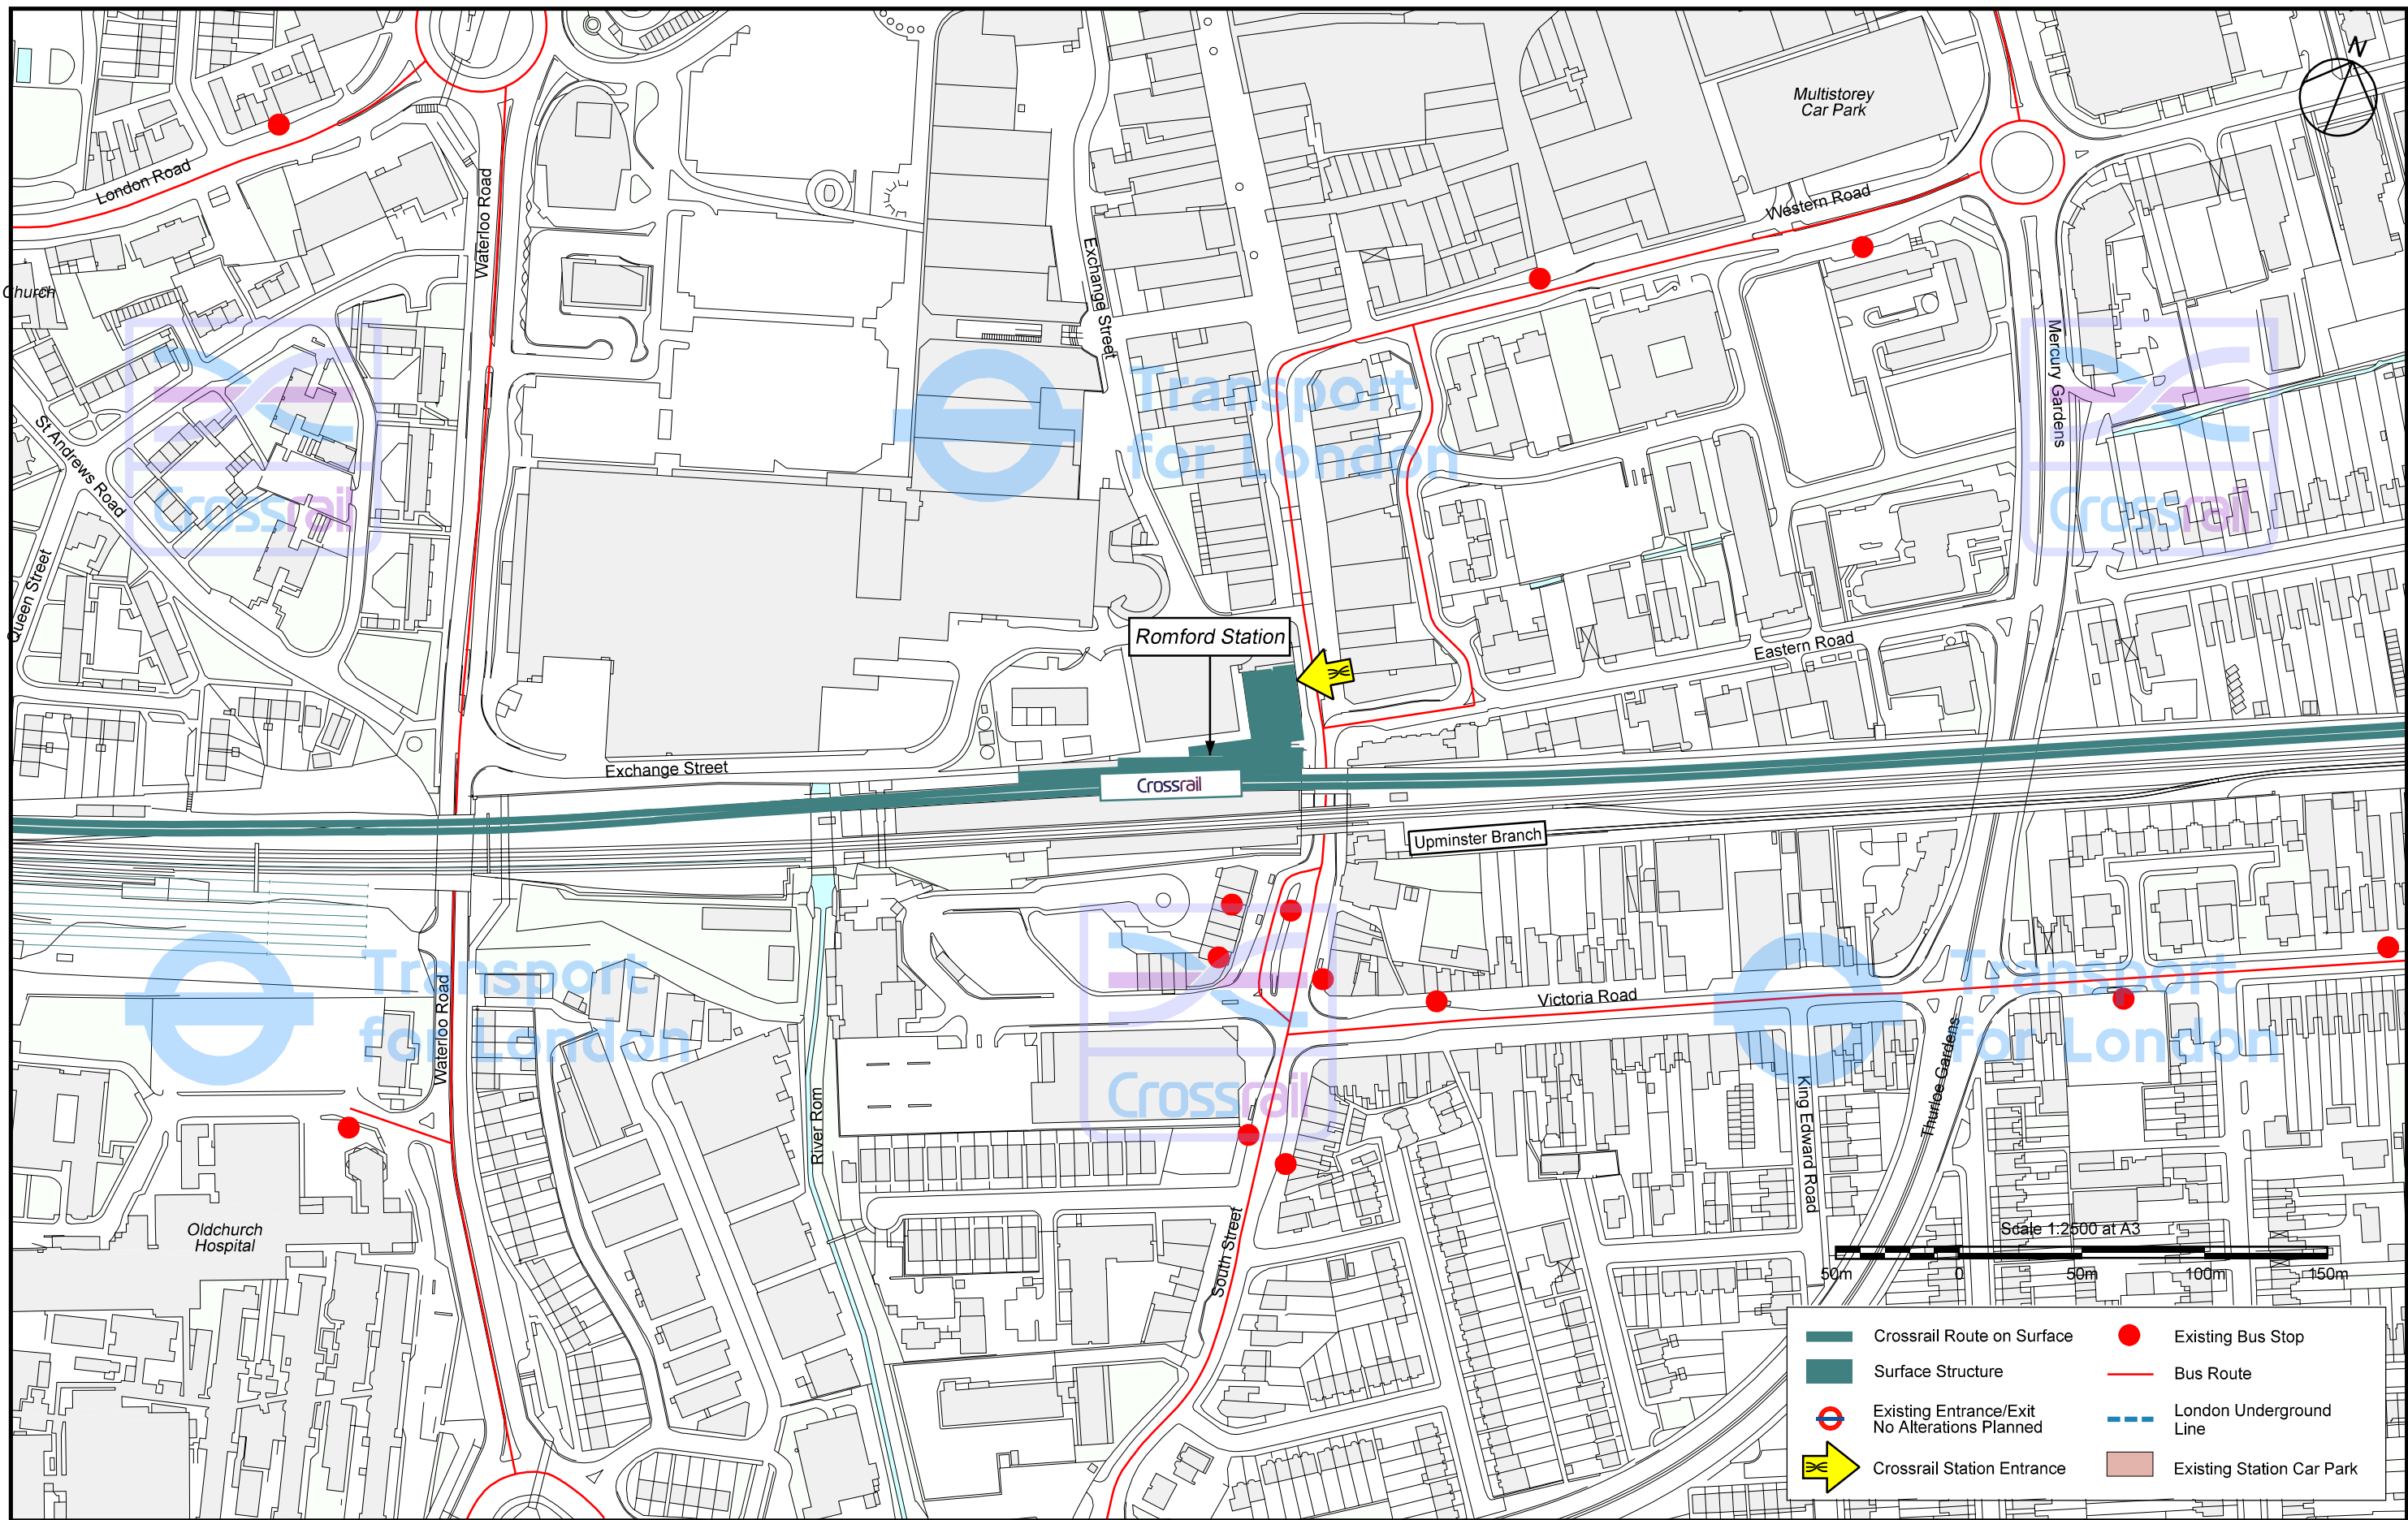 N
Multistorey
Car Park
London Road
Waterloo Road
Western Road
Church
Exchange Street
Mercury Gardens
Transport
for London
Crossrail
Crossrail
St Andrews Road
Queen Street
Romford Station
Eastern Road
Exchange Street
Crossrail
Upminster Branch
Transport
for London
Waterloo Road
Crossrail
Victoria Road
Transport
for London
River Rom
King Edward Road
Thurloe Gardens
Oldchurch
Hospital
South Street
Scale 1:2500 at A3
50m 0 50m 100m 150m
Crossrail Route on Surface
Existing Bus Stop
Surface Structure
Bus Route
Existing Entrance/Exit
No Alterations Planned
London Underground
Line
Crossrail Station Entrance
Existing Station Car Park